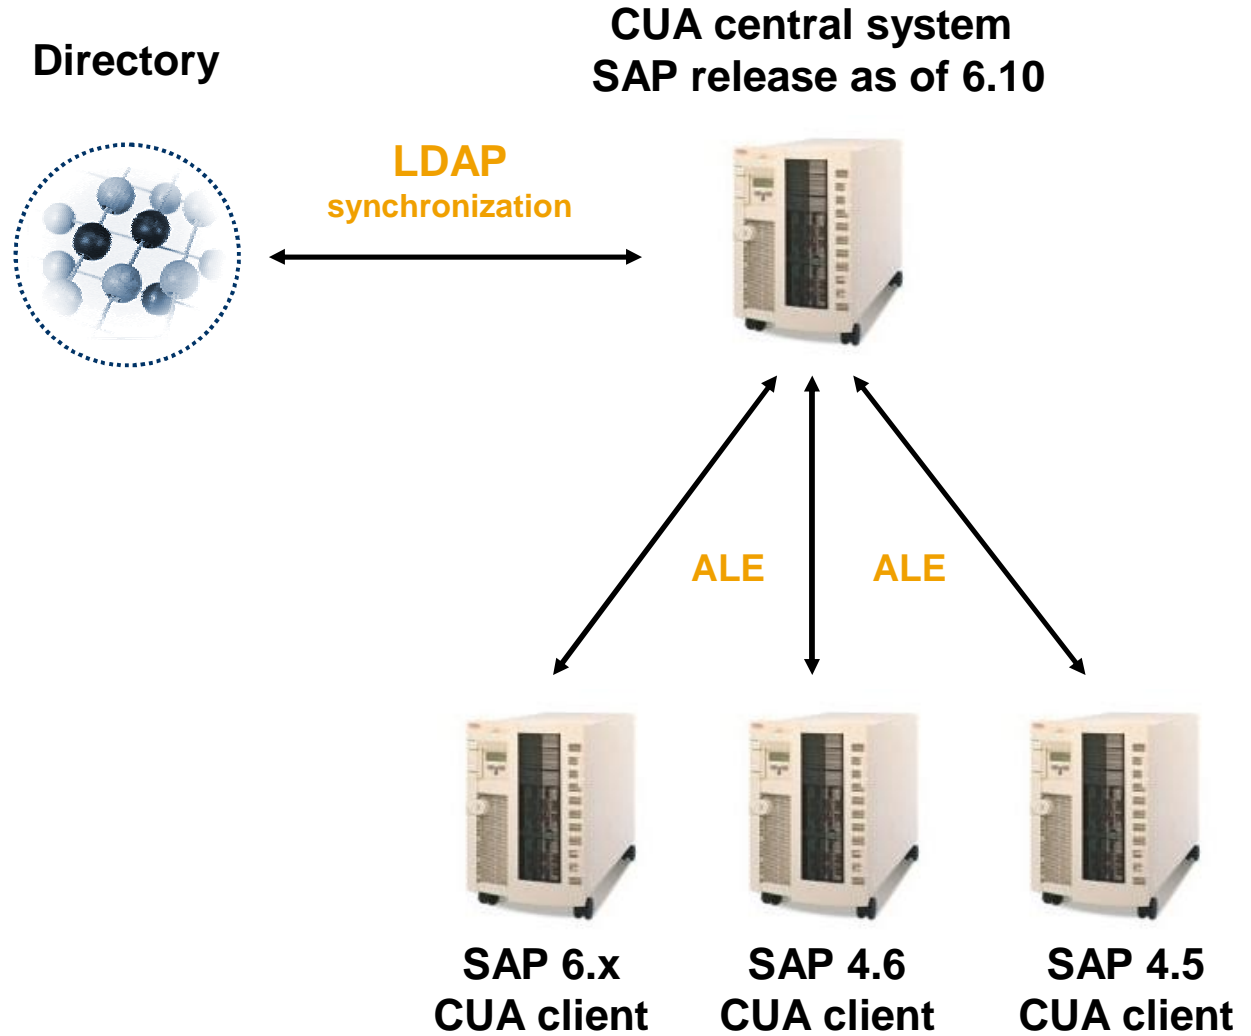 Directory
CUA central system
SAP release as of 6.10
LDAP
synchronization
ALE
ALE
SAP 6.x
CUA client
SAP 4.6
CUA client
SAP 4.5
CUA client